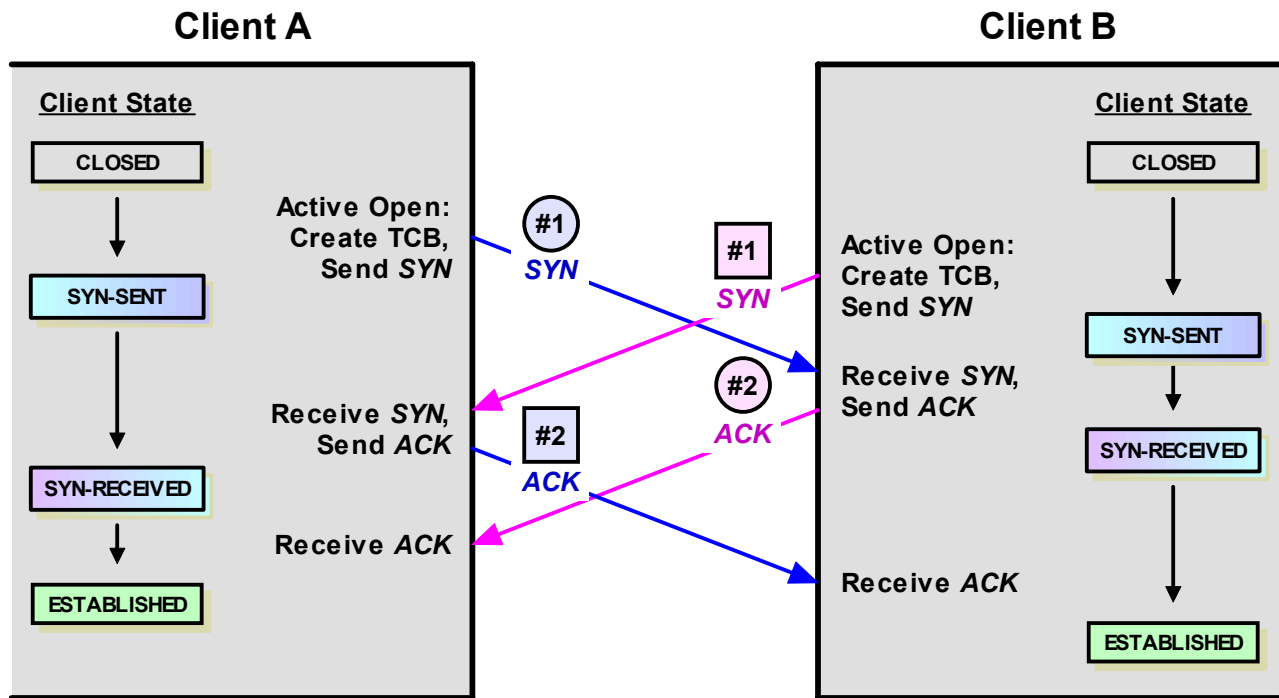 Client A
Client B
Client State
CLOSED
SYN-SENT
SYN-RECEIVED
ESTABLISHED
Active Open:
Create TCB,
Send SYN
Receive SYN,
Send ACK
Receive ACK
#1
SYN
#2
ACK
#1
SYN
#2
ACK
Active Open:
Create TCB,
Send SYN
Receive SYN,
Send ACK
Receive ACK
Client State
CLOSED
SYN-SENT
SYN-RECEIVED
ESTABLISHED